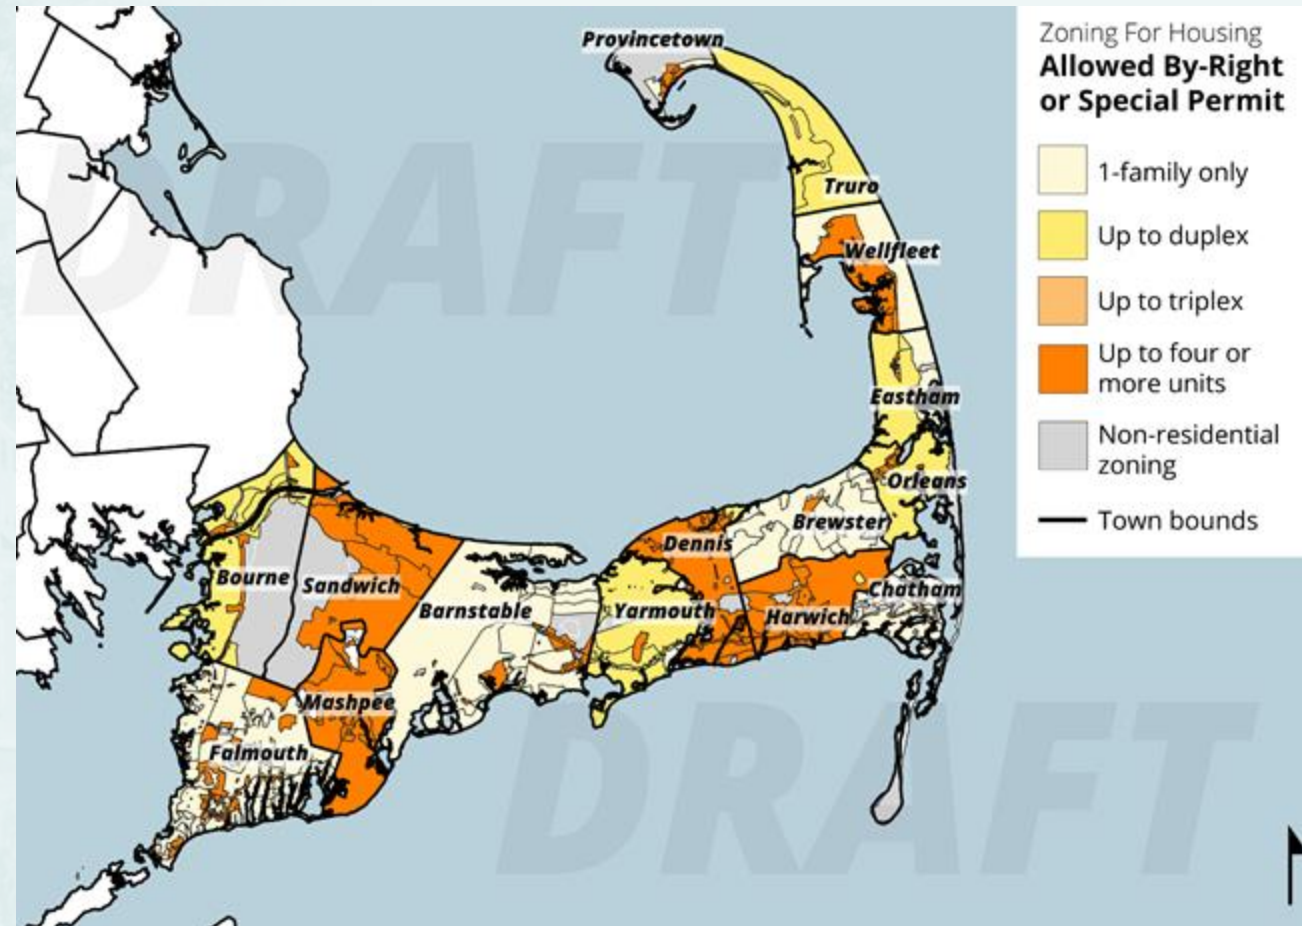 Zoning For Housing
Allowed By-Right
or Special Permit
1-family only
Up to duplex
Up to triplex
Up to four or
more units
Non-residential
zoning
Town bounds
Provincetown
Truro
Wellfleet
Eastham
Orleans
Brewster
Dennis
Chatham
Harwich
Yarmouth
Barnstable
Sandwich
Bourne
Mashpee
Falmouth
DRAFT
DRAFT